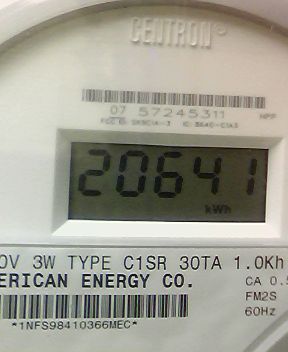 CENTRON
07 57245311
20641
kWh
0V 3W TYPE C1SR 30TA 1.0Kh
ERICAN ENERGY CO. CA 0.5
FM2S
60Hz
*1NFS98410366MEC*